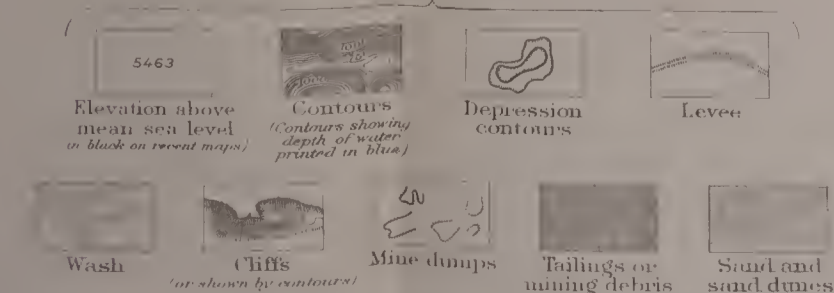 5463
Elevation above
mean sea level
in black on recent maps)
Contours
(Contours showing
depth of water
printed in blue)
Depression
contours
Levee
Wash
Cliffs
(or shown by contours)
Mine dumps
Tailings or
mining debris
Sand and
sand dunes